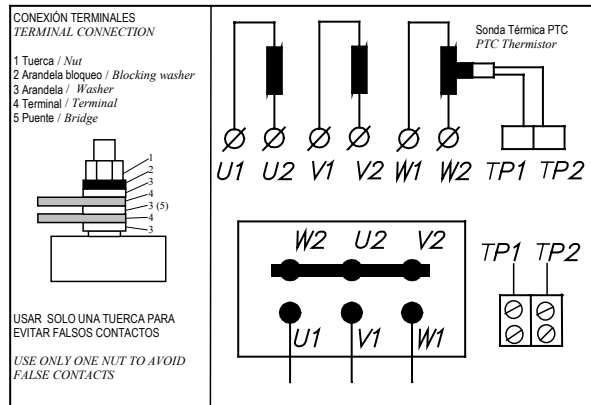 CONEXIÓN TERMINALES
TERMINAL CONNECTION
1 Tuerca / Nut
2 Arandela bloqueo / Blocking washer
3 Arandela / Washer
4 Terminal / Terminal
5 Puente / Bridge
1
2
3
4
3 (5)
4
3
USAR SOLO UNA TUERCA PARA
EVITAR FALSOS CONTACTOS
USE ONLY ONE NUT TO AVOID
FALSE CONTACTS
Sonda Térmica PTC
PTC Thermistor
U1 U2 V1 V2 W1 W2 TP1 TP2
W2 U2 V2
U1 V1 W1
TP1 TP2